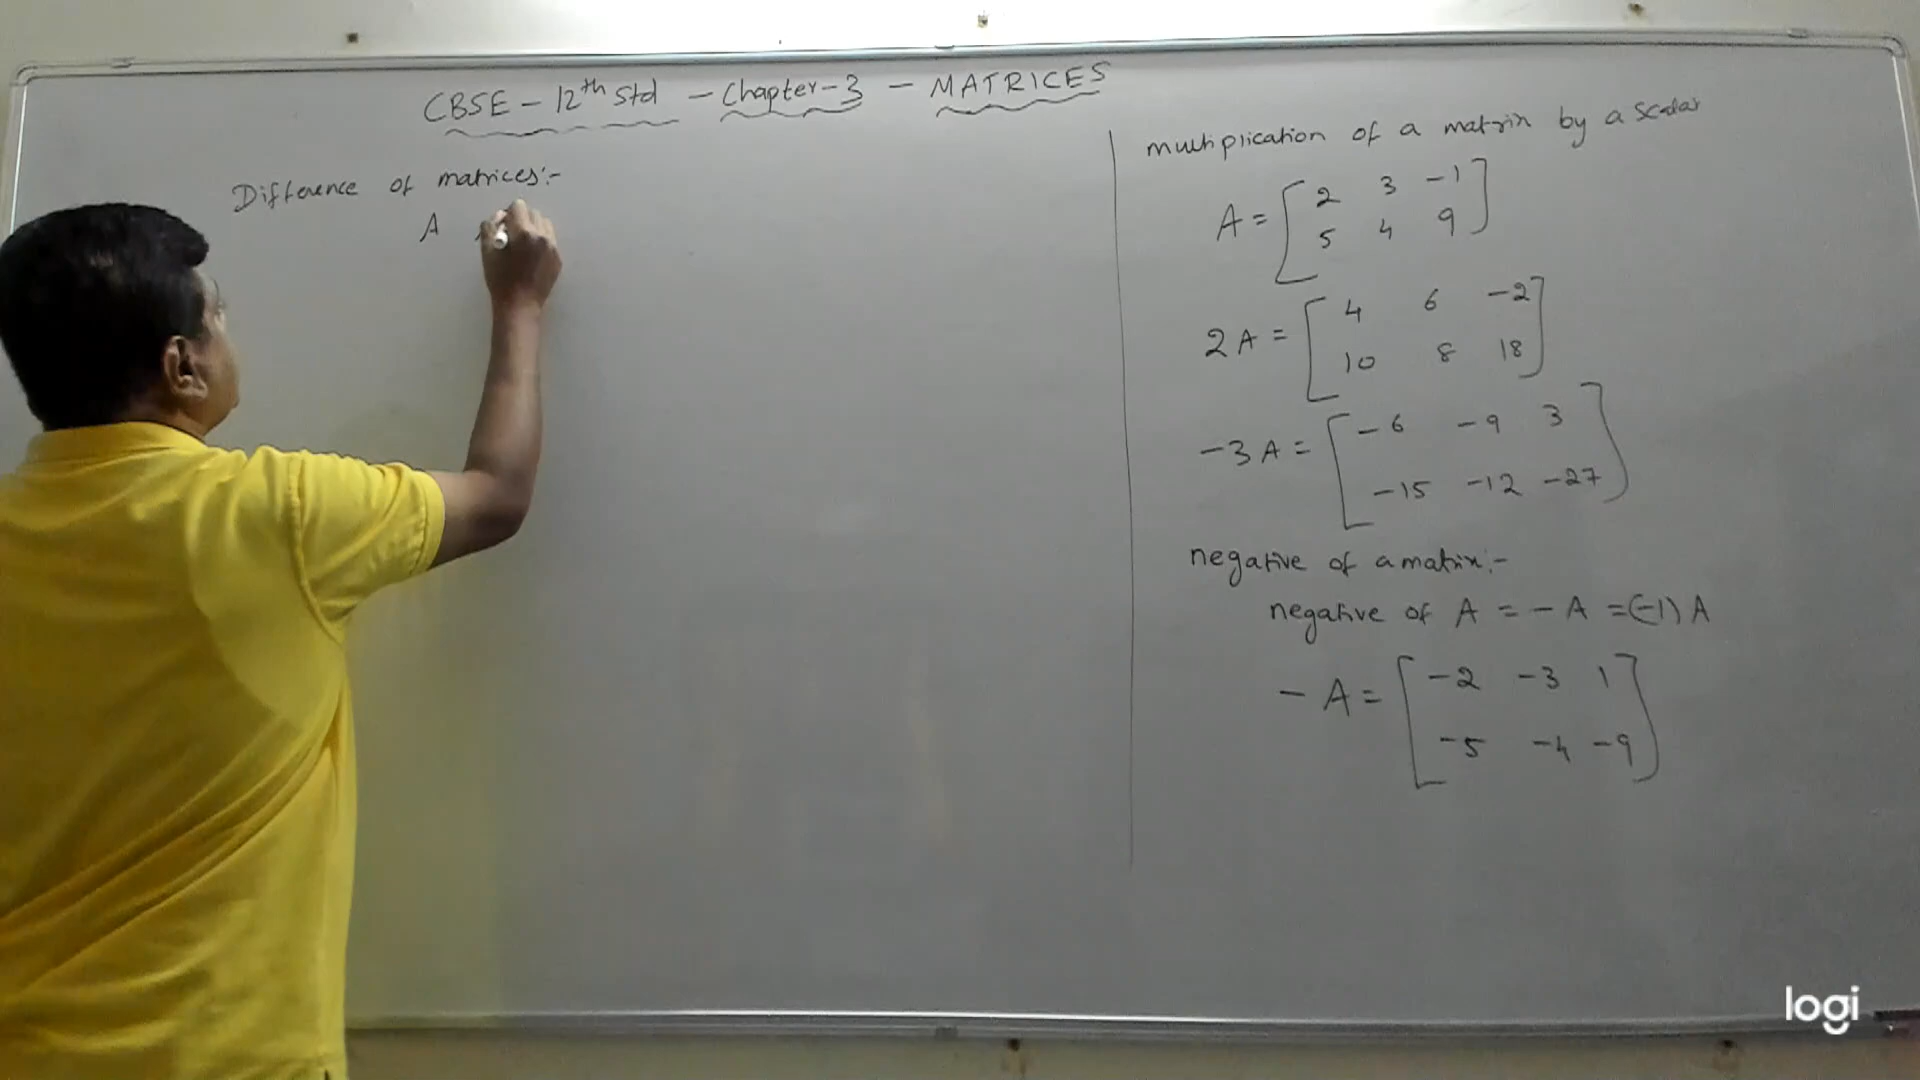 CBSE - 12th Std - Chapter-3 - MATRICES
Difference of matrices:-
A
multiplication of a matrix by a scalar
A = [ 2 3 -1
5 4 9 ]
2A = [ 4 6 -2
10 8 18 ]
-3A = [ -6 -9 3
-15 -12 -27 ]
negative of a matrix:-
negative of A = -A = (-1) A
-A = [ -2 -3 1
-5 -4 -9 ]
logi